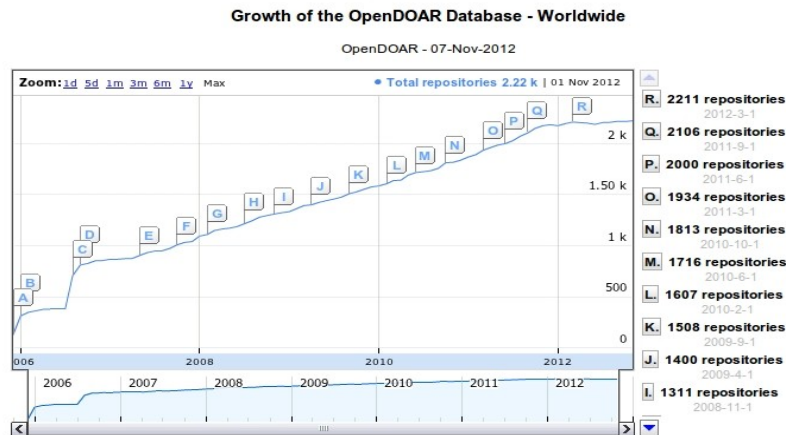 Growth of the OpenDOAR Database - Worldwide
OpenDOAR - 07-Nov-2012
Zoom: 1d 5d 1m 3m 6m 1y Max
Total repositories 2.22 k | 01 Nov 2012
A
B
C
D
E
F
G
H
I
J
K
L
M
N
O
P
Q
R
2 k
1.50 k
1 k
500
0
006 2008 2010 2012
2006 2007 2008 2009 2010 2011 2012
R. 2211 repositories
2012-3-1
Q. 2106 repositories
2011-9-1
P. 2000 repositories
2011-6-1
O. 1934 repositories
2011-3-1
N. 1813 repositories
2010-10-1
M. 1716 repositories
2010-6-1
L. 1607 repositories
2010-2-1
K. 1508 repositories
2009-9-1
J. 1400 repositories
2009-4-1
I. 1311 repositories
2008-11-1